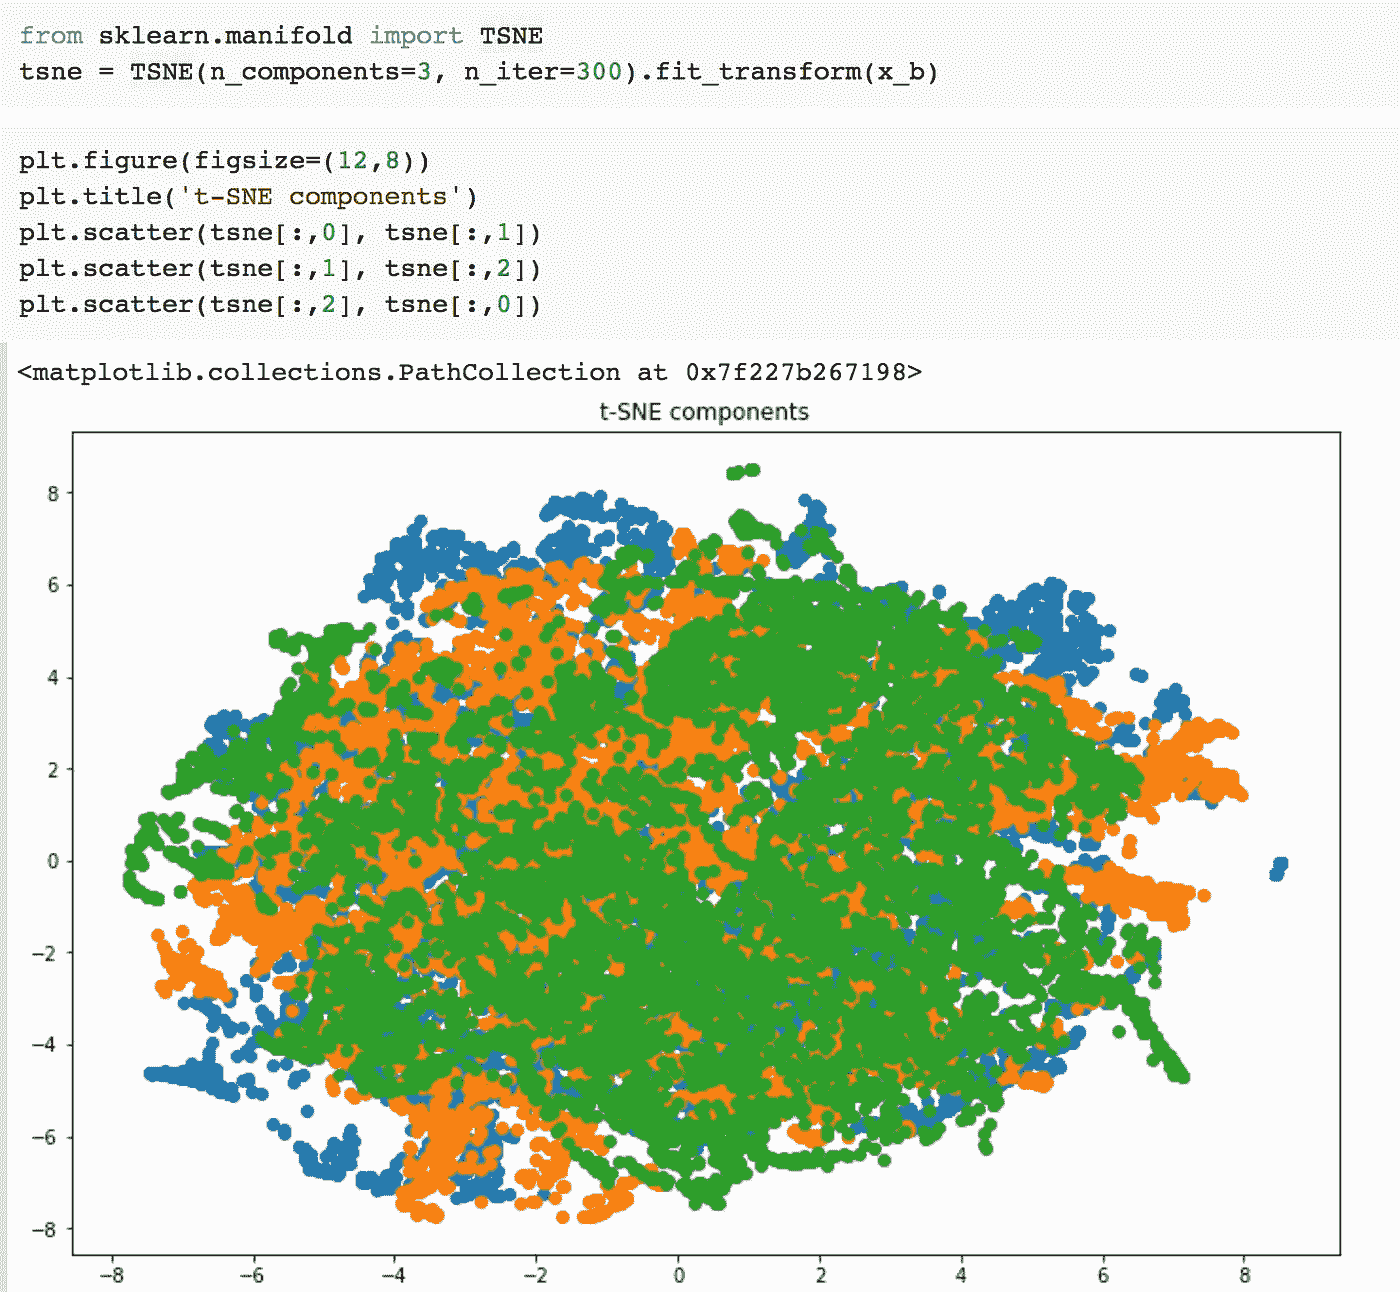 from sklearn.manifold import TSNE
tsne = TSNE(n_components=3, n_iter=300).fit_transform(x_b)
plt.figure(figsize=(12,8))
plt.title('t-SNE components')
plt.scatter(tsne[:,0], tsne[:,1])
plt.scatter(tsne[:,1], tsne[:,2])
plt.scatter(tsne[:,2], tsne[:,0])
<matplotlib.collections.PathCollection at 0x7f227b267198>
t-SNE components
8
6
4
2
0
−2
−4
−6
−8
−8 −6 −4 −2 0 2 4 6 8